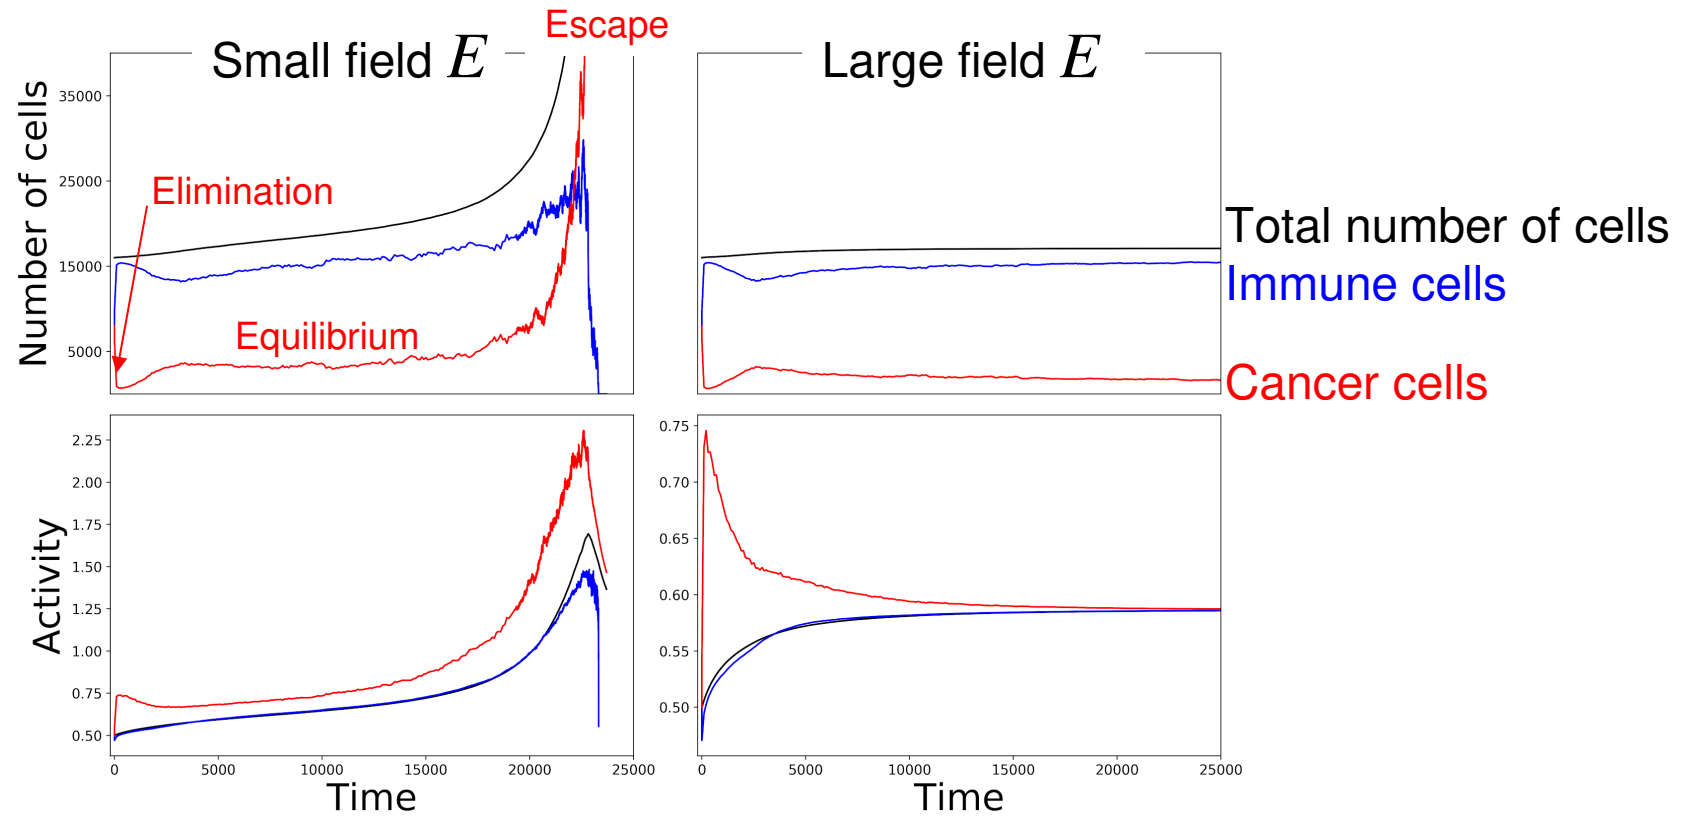 Escape
Small field E
Large field E
Number of cells
35000
25000
15000
5000
Elimination
Equilibrium
Total number of cells
Immune cells
Cancer cells
Activity
2.25
2.00
1.75
1.50
1.25
1.00
0.75
0.50
0.75
0.70
0.65
0.60
0.55
0.50
0 5000 10000 15000 20000 25000
0 5000 10000 15000 20000 25000
Time
Time